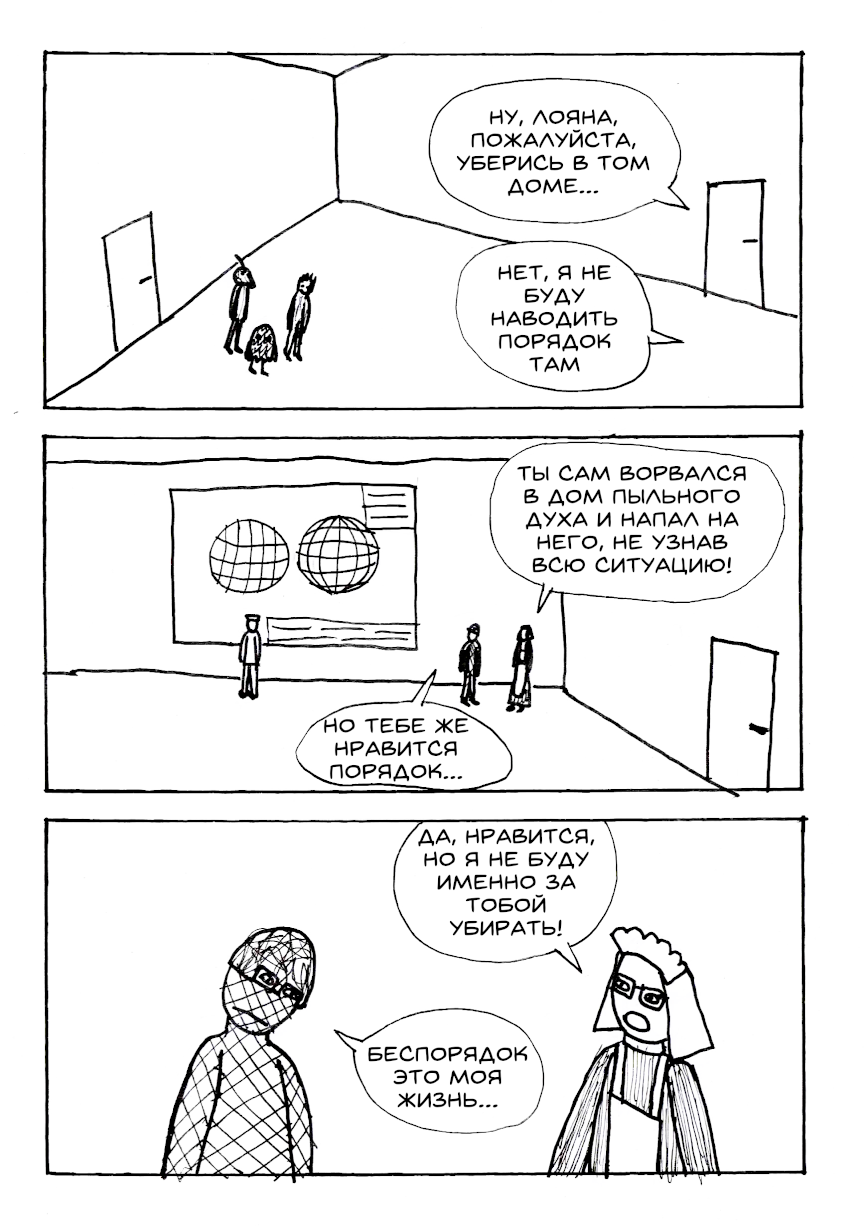 НУ, ЛОЯНА,
ПОЖАЛУЙСТА,
УБЕРИСЬ В ТОМ
ДОМЕ...
НЕТ, Я НЕ
БУДУ
НАВОДИТЬ
ПОРЯДОК
ТАМ
ТЫ САМ ВОРВАЛСЯ
В ДОМ ПЫЛЬНОГО
ДУХА И НАПАЛ НА
НЕГО, НЕ УЗНАВ
ВСЮ СИТУАЦИЮ!
НО ТЕБЕ ЖЕ
НРАВИТСЯ
ПОРЯДОК...
ДА, НРАВИТСЯ,
НО Я НЕ БУДУ
ИМЕННО ЗА
ТОБОЙ
УБИРАТЬ!
БЕСПОРЯДОК
ЭТО МОЯ
ЖИЗНЬ...